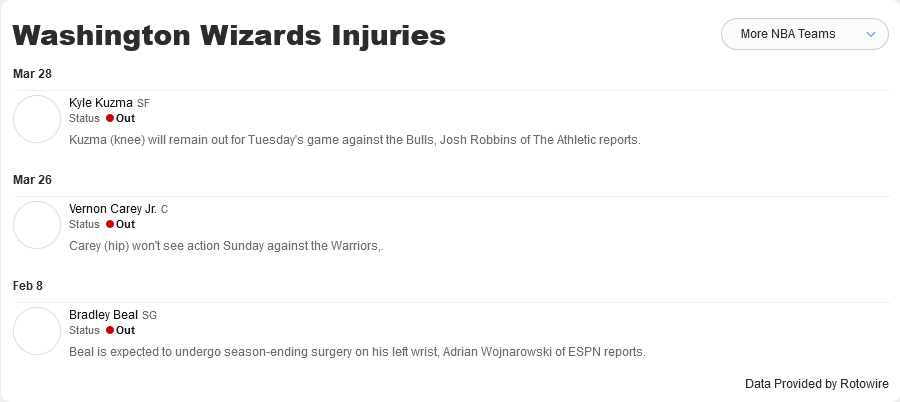 Washington Wizards Injuries
More NBA Teams
Mar 28
Kyle Kuzma SF
Status Out
Kuzma (knee) will remain out for Tuesday's game against the Bulls, Josh Robbins of The Athletic reports.
Mar 26
Vernon Carey Jr. C
Status Out
Carey (hip) won't see action Sunday against the Warriors,.
Feb 8
Bradley Beal SG
Status Out
Beal is expected to undergo season-ending surgery on his left wrist, Adrian Wojnarowski of ESPN reports.
Data Provided by Rotowire